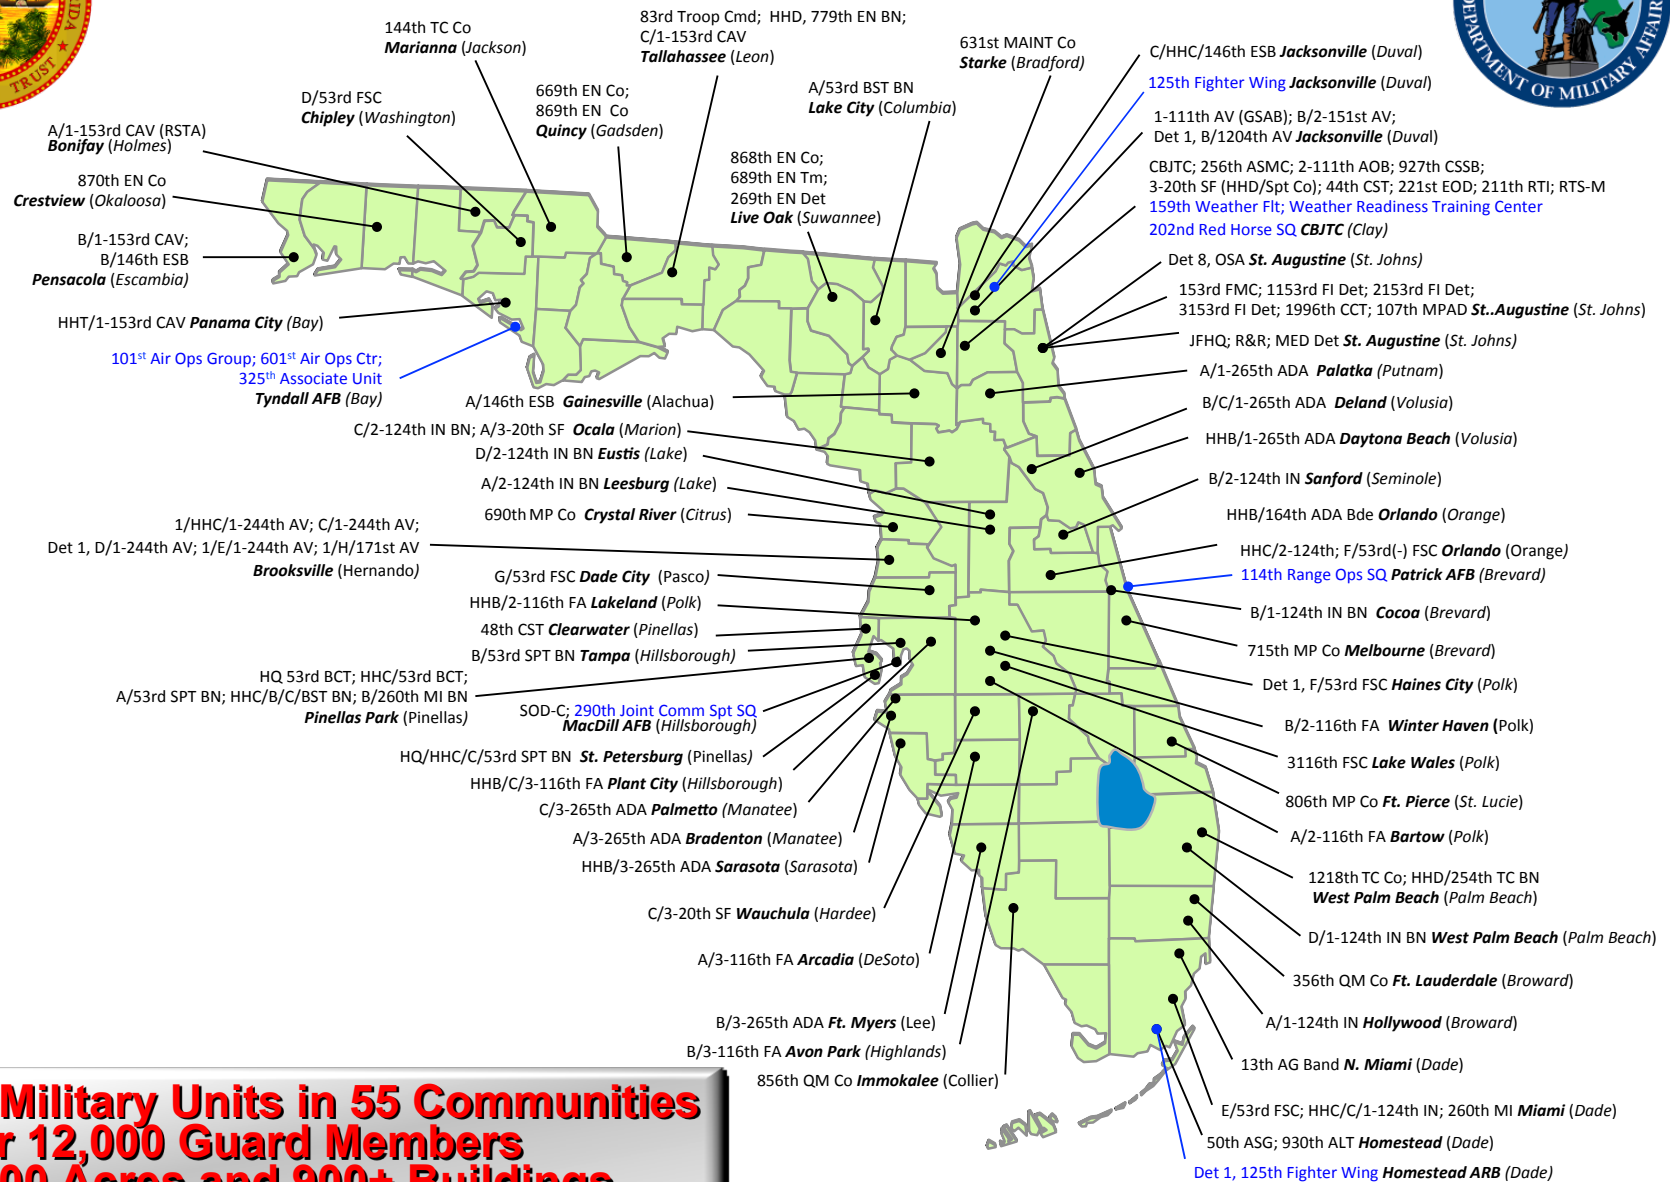 IDA ★
TRUST
DEPARTMENT OF MILITARY AFFAIR
144th TC Co
Marianna (Jackson)
83rd Troop Cmd;  HHD, 779th EN BN;
C/1-153rd CAV
Tallahassee (Leon)
631st MAINT Co
Starke (Bradford)
C/HHC/146th ESB Jacksonville (Duval)
125th Fighter Wing Jacksonville (Duval)
D/53rd FSC
Chipley (Washington)
669th EN Co;
869th EN  Co
Quincy (Gadsden)
A/53rd BST BN
Lake City (Columbia)
1-111th AV (GSAB); B/2-151st AV;
Det 1, B/1204th AV Jacksonville (Duval)
A/1-153rd CAV (RSTA)
Bonifay (Holmes)
868th EN Co;
689th EN Tm;
269th EN Det
Live Oak (Suwannee)
CBJTC; 256th ASMC; 2-111th AOB; 927th CSSB;
3-20th SF (HHD/Spt Co); 44th CST; 221st EOD; 211th RTI; RTS-M
159th Weather Flt; Weather Readiness Training Center
202nd Red Horse SQ CBJTC (Clay)
870th EN Co
Crestview (Okaloosa)
B/1-153rd CAV;
B/146th ESB
Pensacola (Escambia)
Det 8, OSA St. Augustine (St. Johns)
153rd FMC; 1153rd FI Det; 2153rd FI Det;
3153rd FI Det; 1996th CCT; 107th MPAD St..Augustine (St. Johns)
HHT/1-153rd CAV Panama City (Bay)
JFHQ; R&R; MED Det St. Augustine (St. Johns)
101st Air Ops Group; 601st Air Ops Ctr;
325th Associate Unit
Tyndall AFB (Bay)
A/1-265th ADA  Palatka (Putnam)
A/146th ESB  Gainesville (Alachua)
B/C/1-265th ADA  Deland (Volusia)
C/2-124th IN BN; A/3-20th SF  Ocala (Marion)
HHB/1-265th ADA Daytona Beach (Volusia)
D/2-124th IN BN Eustis (Lake)
A/2-124th IN BN Leesburg (Lake)
B/2-124th IN Sanford (Seminole)
690th MP Co  Crystal River (Citrus)
HHB/164th ADA Bde Orlando (Orange)
1/HHC/1-244th AV; C/1-244th AV;
Det 1, D/1-244th AV; 1/E/1-244th AV; 1/H/171st AV
Brooksville (Hernando)
HHC/2-124th; F/53rd(-) FSC Orlando (Orange)
114th Range Ops SQ Patrick AFB (Brevard)
G/53rd FSC Dade City  (Pasco)
HHB/2-116th FA Lakeland (Polk)
B/1-124th IN BN  Cocoa (Brevard)
48th CST Clearwater (Pinellas)
715th MP Co Melbourne (Brevard)
B/53rd SPT BN Tampa (Hillsborough)
HQ 53rd BCT; HHC/53rd BCT;
A/53rd SPT BN; HHC/B/C/BST BN; B/260th MI BN
Pinellas Park (Pinellas)
Det 1, F/53rd FSC Haines City (Polk)
SOD-C; 290th Joint Comm Spt SQ
MacDill AFB (Hillsborough)
B/2-116th FA  Winter Haven (Polk)
HQ/HHC/C/53rd SPT BN  St. Petersburg (Pinellas)
3116th FSC Lake Wales (Polk)
HHB/C/3-116th FA Plant City (Hillsborough)
806th MP Co Ft. Pierce (St. Lucie)
C/3-265th ADA Palmetto (Manatee)
A/3-265th ADA Bradenton (Manatee)
A/2-116th FA Bartow (Polk)
HHB/3-265th ADA Sarasota (Sarasota)
1218th TC Co; HHD/254th TC BN
West Palm Beach (Palm Beach)
C/3-20th SF Wauchula (Hardee)
D/1-124th IN BN West Palm Beach (Palm Beach)
A/3-116th FA Arcadia (DeSoto)
356th QM Co Ft. Lauderdale (Broward)
B/3-265th ADA Ft. Myers (Lee)
A/1-124th IN Hollywood (Broward)
B/3-116th FA Avon Park (Highlands)
13th AG Band N. Miami (Dade)
856th QM Co Immokalee (Collier)
E/53rd FSC; HHC/C/1-124th IN; 260th MI Miami (Dade)
50th ASG; 930th ALT Homestead (Dade)
Det 1, 125th Fighter Wing Homestead ARB (Dade)
Military Units in 55 Communities
r 12,000 Guard Members
00 Acres and 900+ Buildings